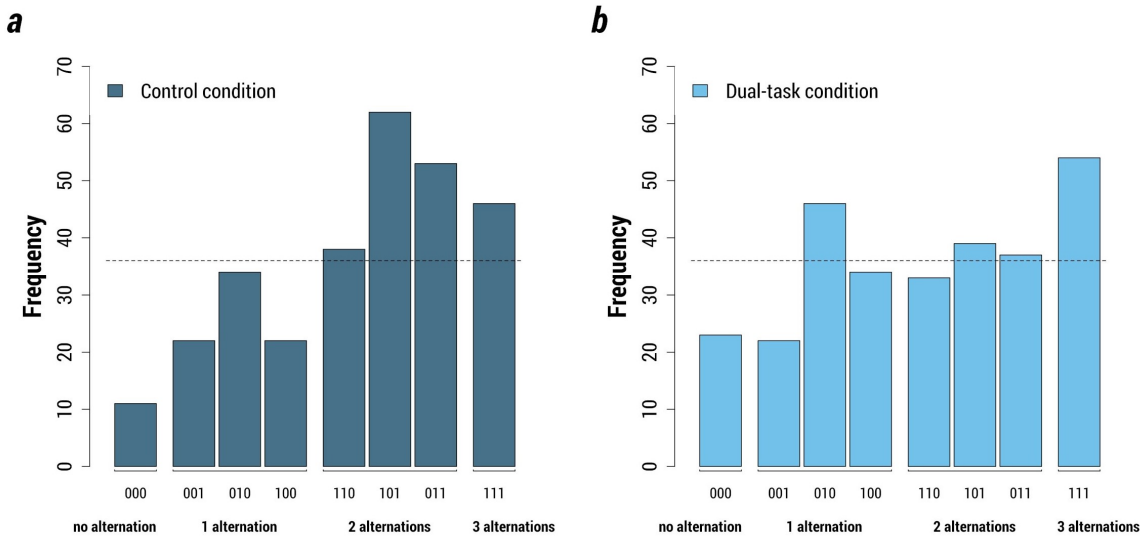 a
b
70
60
50
40
30
20
10
0
Frequency
Control condition
000 001 010 100 110 101 011 111
no alternation 1 alternation 2 alternations 3 alternations
70
60
50
40
30
20
10
0
Frequency
Dual-task condition
000 001 010 100 110 101 011 111
no alternation 1 alternation 2 alternations 3 alternations